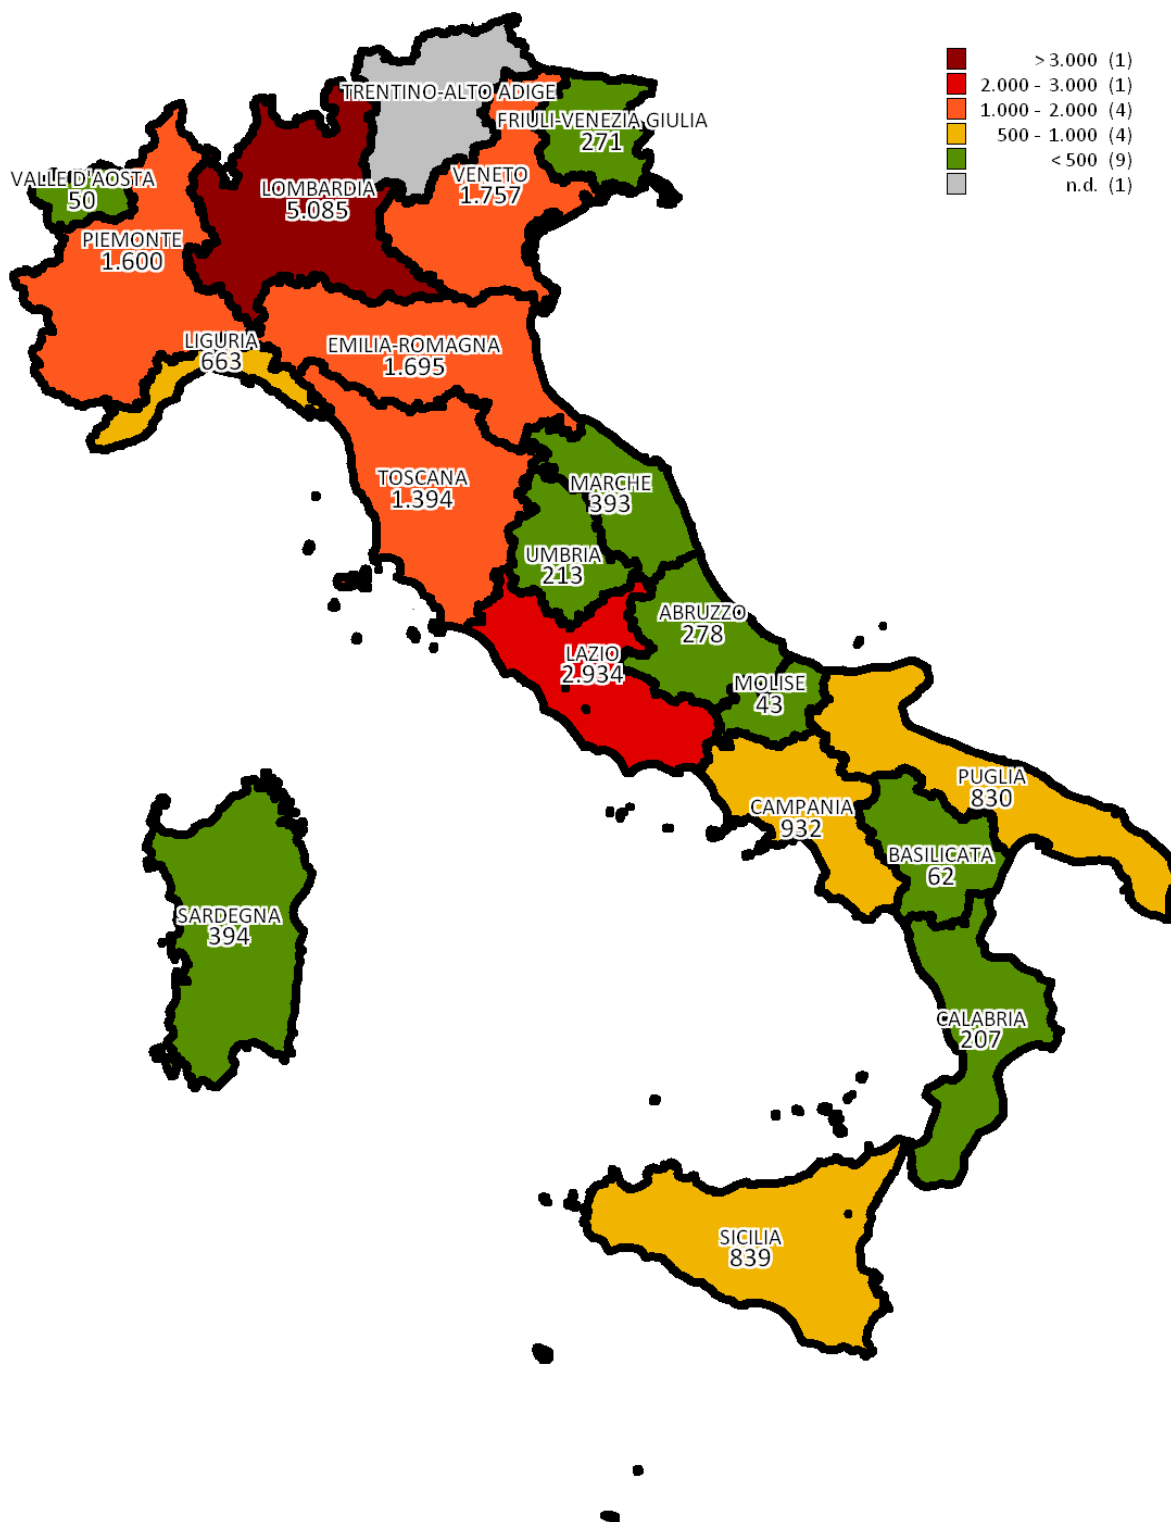 > 3.000 (1)
2.000 - 3.000 (1)
1.000 - 2.000 (4)
500 - 1.000 (4)
< 500 (9)
n.d. (1)
TRENTINO-ALTO ADIGE
FRIULI-VENEZIA GIULIA
271
VALLE D'AOSTA
50
LOMBARDIA
5.085
VENETO
1.757
PIEMONTE
1.600
LIGURIA
663
EMILIA-ROMAGNA
1.695
TOSCANA
1.394
MARCHE
393
UMBRIA
213
ABRUZZO
278
LAZIO
2.934
MOLISE
43
PUGLIA
830
CAMPANIA
932
BASILICATA
62
SARDEGNA
394
CALABRIA
207
SICILIA
839